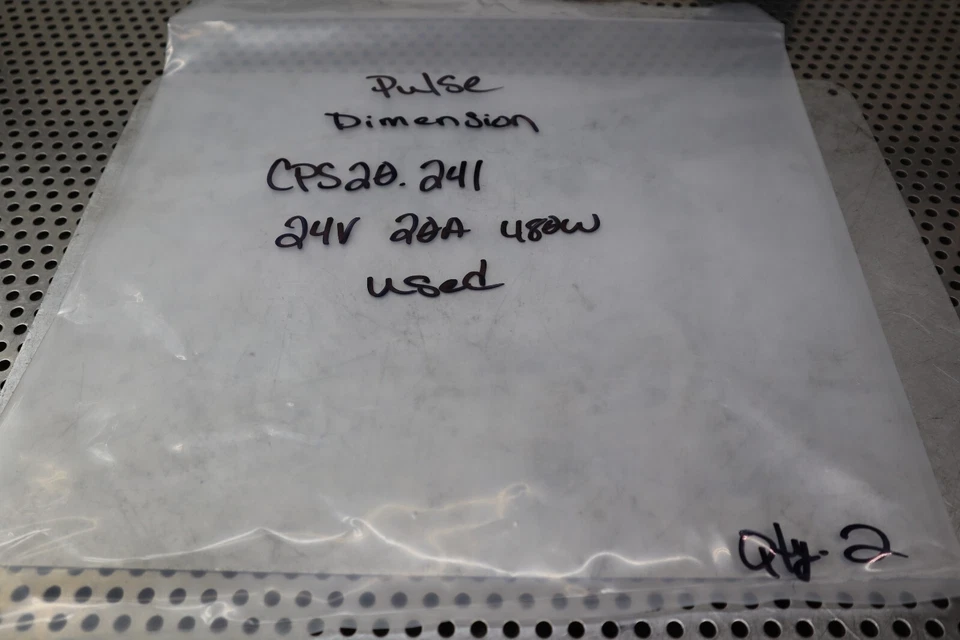 Pulse
Dimension
CPS20.241
24V 20A 480W
used
Qty. 2